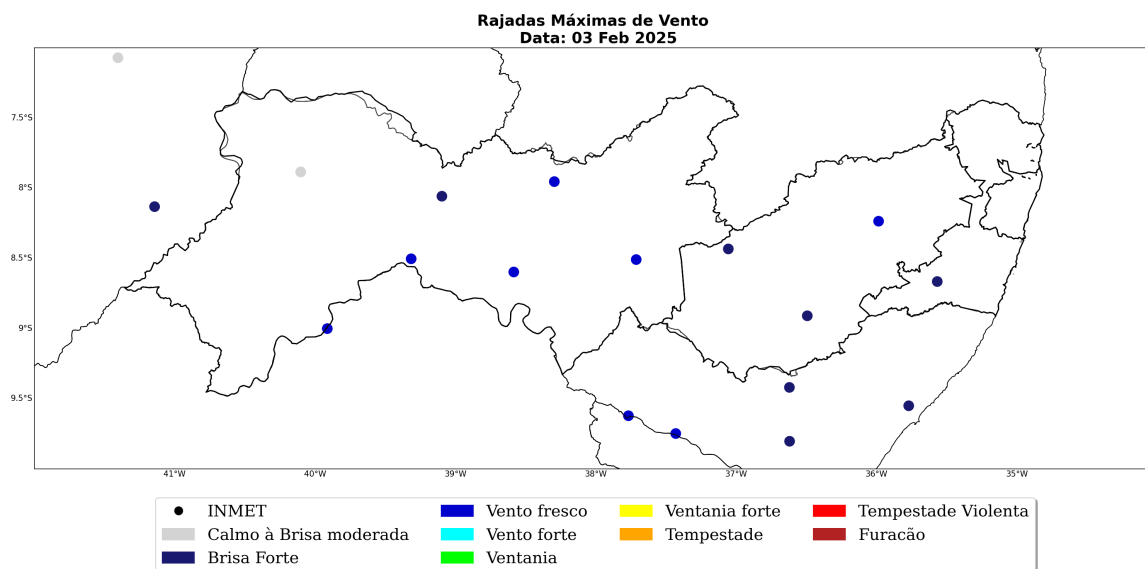 Rajadas Máximas de Vento
Data: 03 Feb 2025
7.5°S
8°S
8.5°S
9°S
9.5°S
41°W 40°W 39°W 38°W 37°W 36°W 35°W
INMET Vento fresco Ventania forte Tempestade Violenta
Calmo à Brisa moderada Vento forte Tempestade Furacão
Brisa Forte Ventania